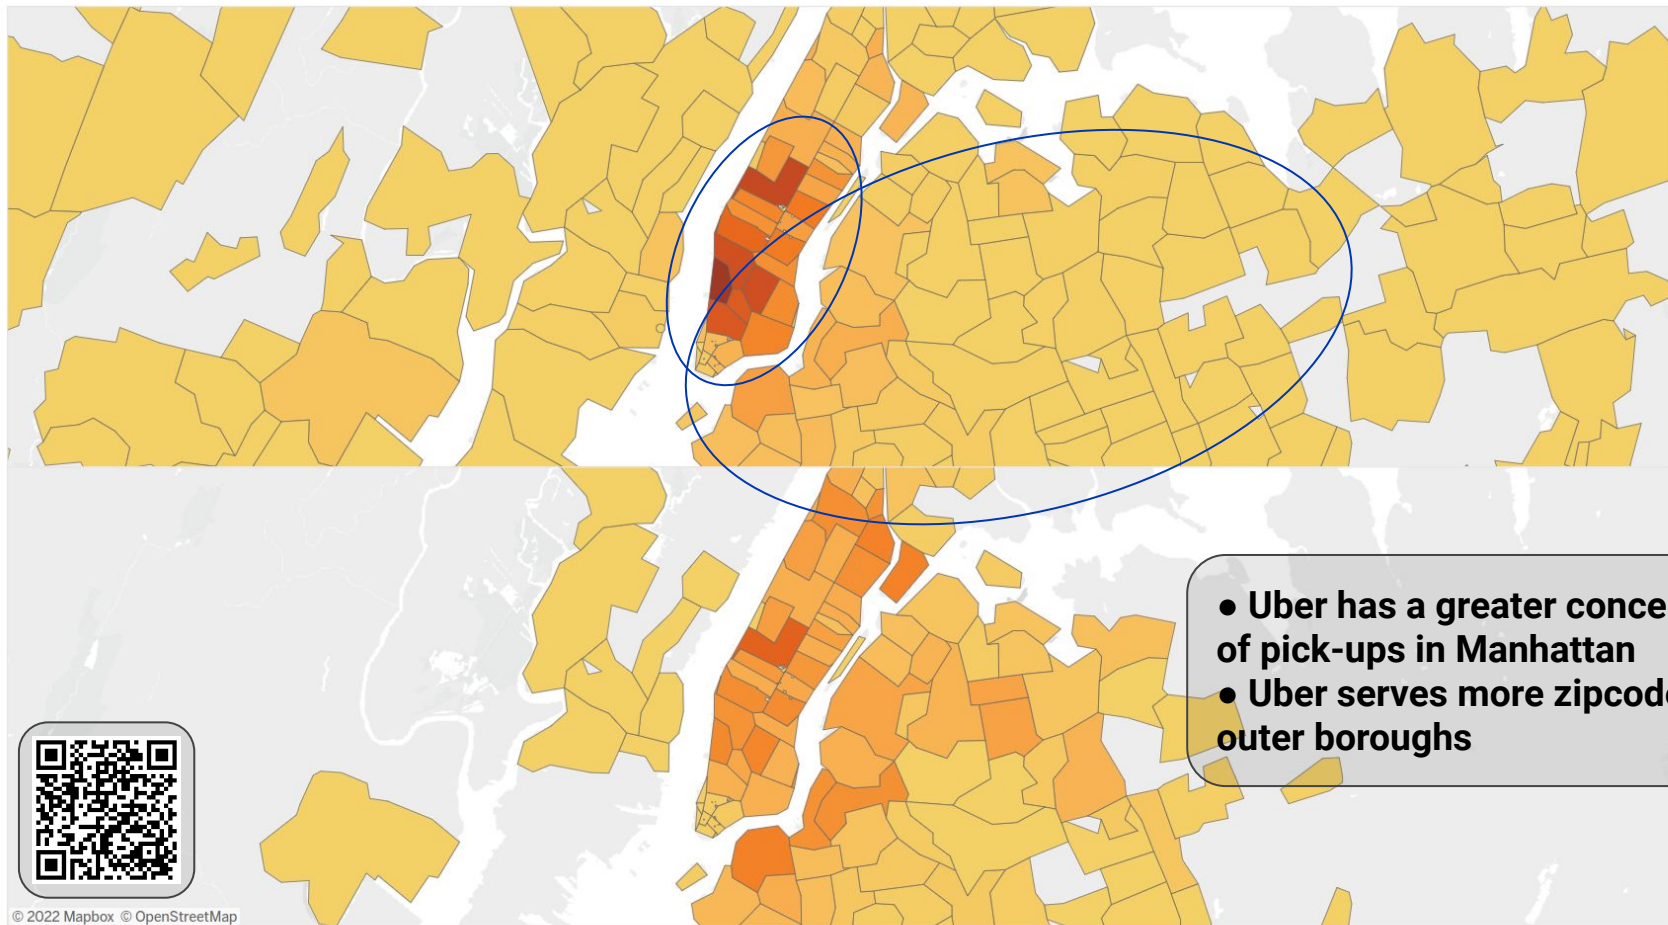 ● Uber has a greater conce
of pick-ups in Manhattan
● Uber serves more zipcod
outer boroughs
© 2022 Mapbox © OpenStreetMap